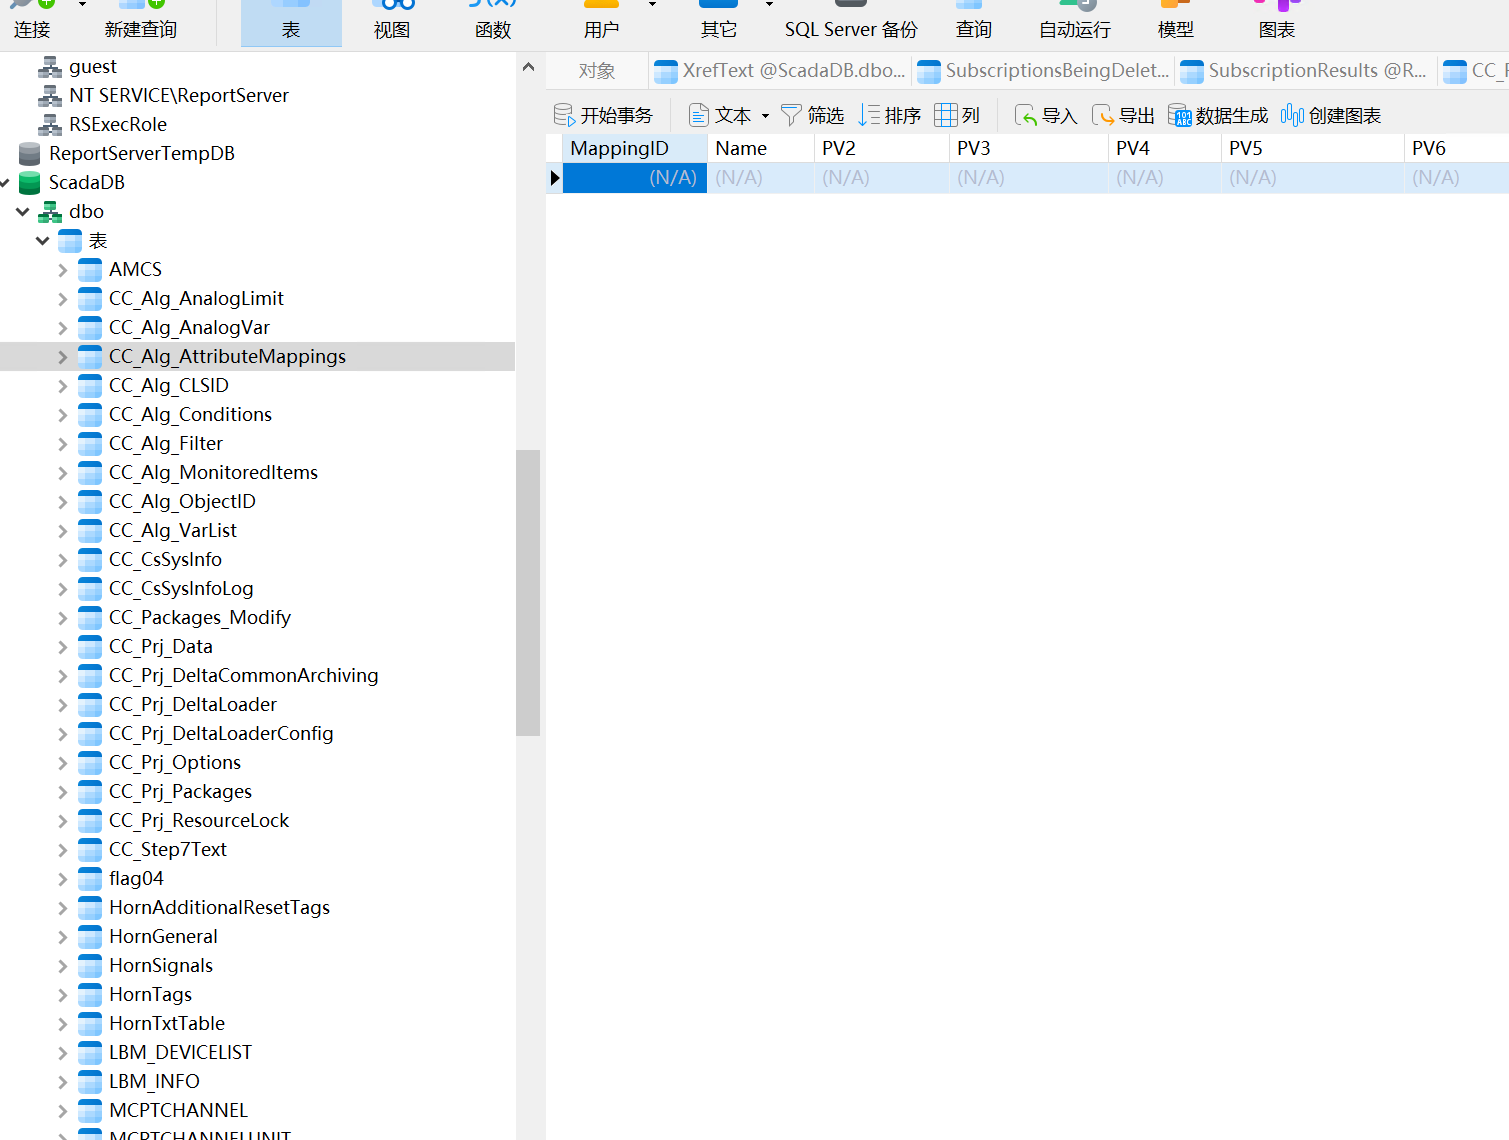 连接 新建查询 表 视图 函数 用户 其它 SQL Server 备份 查询 自动运行 模型 图表
guest
NT SERVICE\ReportServer
RSExecRole
ReportServerTempDB
ScadaDB
dbo
表
AMCS
CC_Alg_AnalogLimit
CC_Alg_AnalogVar
CC_Alg_AttributeMappings
CC_Alg_CLSID
CC_Alg_Conditions
CC_Alg_Filter
CC_Alg_MonitoredItems
CC_Alg_ObjectID
CC_Alg_VarList
CC_CsSysInfo
CC_CsSysInfoLog
CC_Packages_Modify
CC_Prj_Data
CC_Prj_DeltaCommonArchiving
CC_Prj_DeltaLoader
CC_Prj_DeltaLoaderConfig
CC_Prj_Options
CC_Prj_Packages
CC_Prj_ResourceLock
CC_Step7Text
flag04
HornAdditionalResetTags
HornGeneral
HornSignals
HornTags
HornTxtTable
LBM_DEVICELIST
LBM_INFO
MCPTCHANNEL
MCPTCHANNELUNIT
对象 XrefText @ScadaDB.dbo... SubscriptionsBeingDelet... SubscriptionResults @R... CC_
开始事务 文本 筛选 排序 列 导入 导出 数据生成 创建图表
MappingID Name PV2 PV3 PV4 PV5 PV6
(N/A) (N/A) (N/A) (N/A) (N/A) (N/A) (N/A)